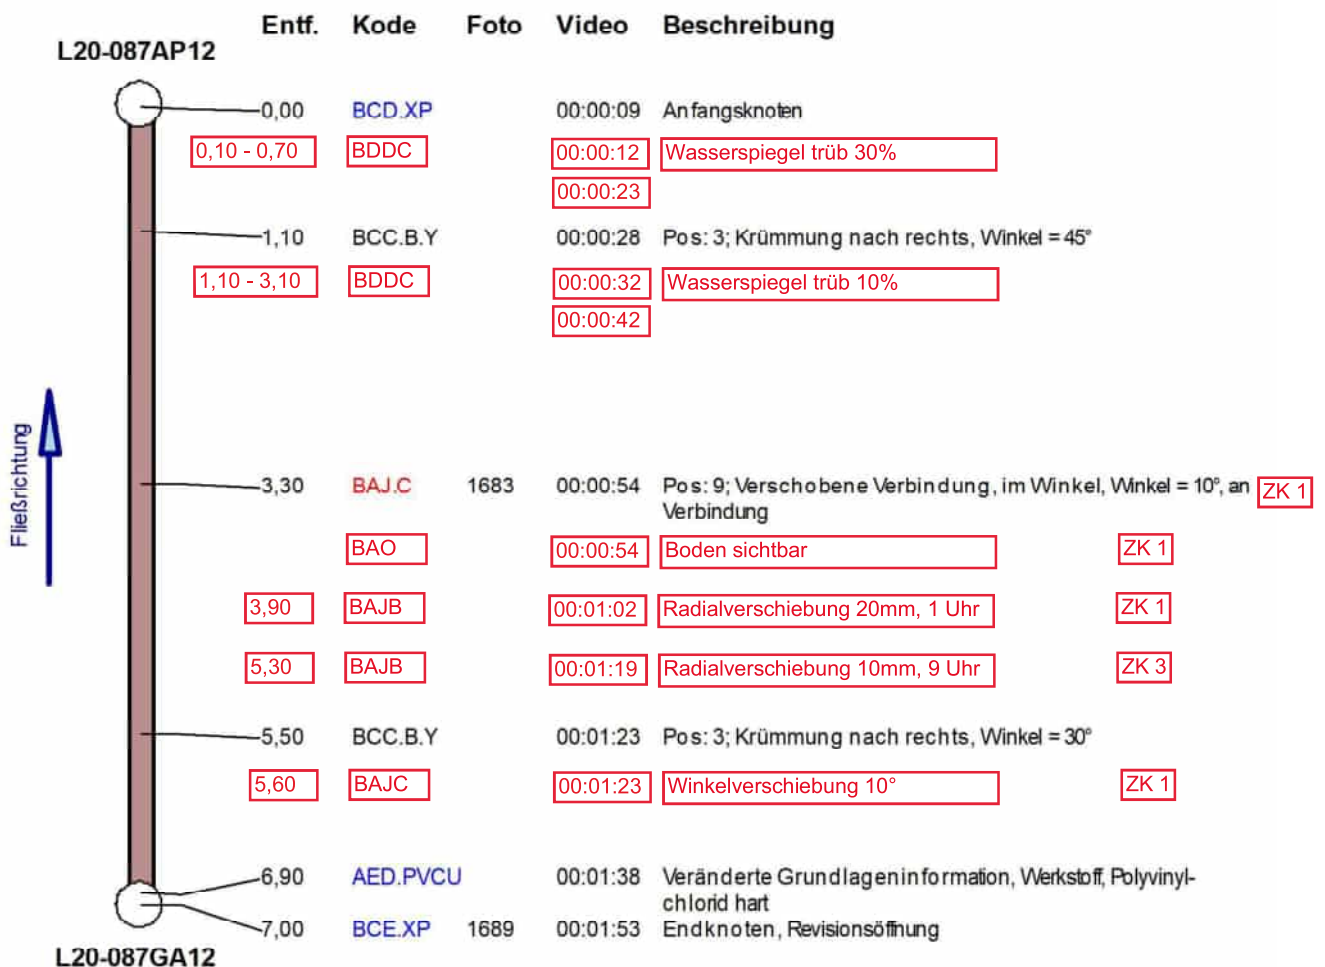 Entf. Kode Foto Video Beschreibung
L20-087AP12
0,00 BCD.XP 00:00:09 Anfangsknoten
0,10 - 0,70 BDDC 00:00:12 Wasserspiegel trüb 30%
00:00:23
1,10 BCC.B.Y 00:00:28 Pos: 3; Krümmung nach rechts, Winkel = 45°
1,10 - 3,10 BDDC 00:00:32 Wasserspiegel trüb 10%
00:00:42
Fließrichtung
3,30 BAJ.C 1683 00:00:54 Pos: 9; Verschobene Verbindung, im Winkel, Winkel = 10°, an ZK 1
Verbindung
BAO 00:00:54 Boden sichtbar ZK 1
3,90 BAJB 00:01:02 Radialverschiebung 20mm, 1 Uhr ZK 1
5,30 BAJB 00:01:19 Radialverschiebung 10mm, 9 Uhr ZK 3
5,50 BCC.B.Y 00:01:23 Pos: 3; Krümmung nach rechts, Winkel = 30°
5,60 BAJC 00:01:23 Winkelverschiebung 10° ZK 1
6,90 AED.PVCU 00:01:38 Veränderte Grundlageninformation, Werkstoff, Polyvinyl-
chlorid hart
7,00 BCE.XP 1689 00:01:53 Endknoten, Revisionsöffnung
L20-087GA12